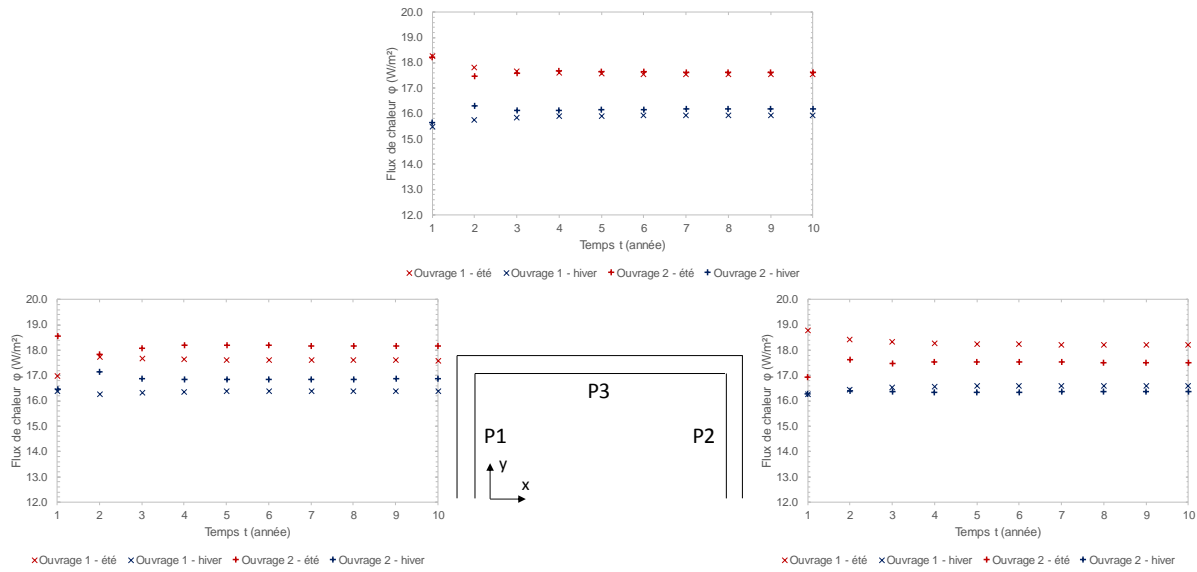 Flux de chaleur φ (W/m²)
20.0
19.0
18.0
17.0
16.0
15.0
14.0
13.0
12.0
1 2 3 4 5 6 7 8 9 10
Temps t (année)
×Ouvrage 1 - été ×Ouvrage 1 - hiver +Ouvrage 2 - été +Ouvrage 2 - hiver
Flux de chaleur φ (W/m²)
20.0
19.0
18.0
17.0
16.0
15.0
14.0
13.0
12.0
1 2 3 4 5 6 7 8 9 10
Temps t (année)
×Ouvrage 1 - été ×Ouvrage 1 - hiver +Ouvrage 2 - été +Ouvrage 2 - hiver
P3
P1 P2
y
x
Flux de chaleur φ (W/m²)
20.0
19.0
18.0
17.0
16.0
15.0
14.0
13.0
12.0
1 2 3 4 5 6 7 8 9 10
Temps t (année)
×Ouvrage 1 - été ×Ouvrage 1 - hiver +Ouvrage 2 - été +Ouvrage 2 - hiver